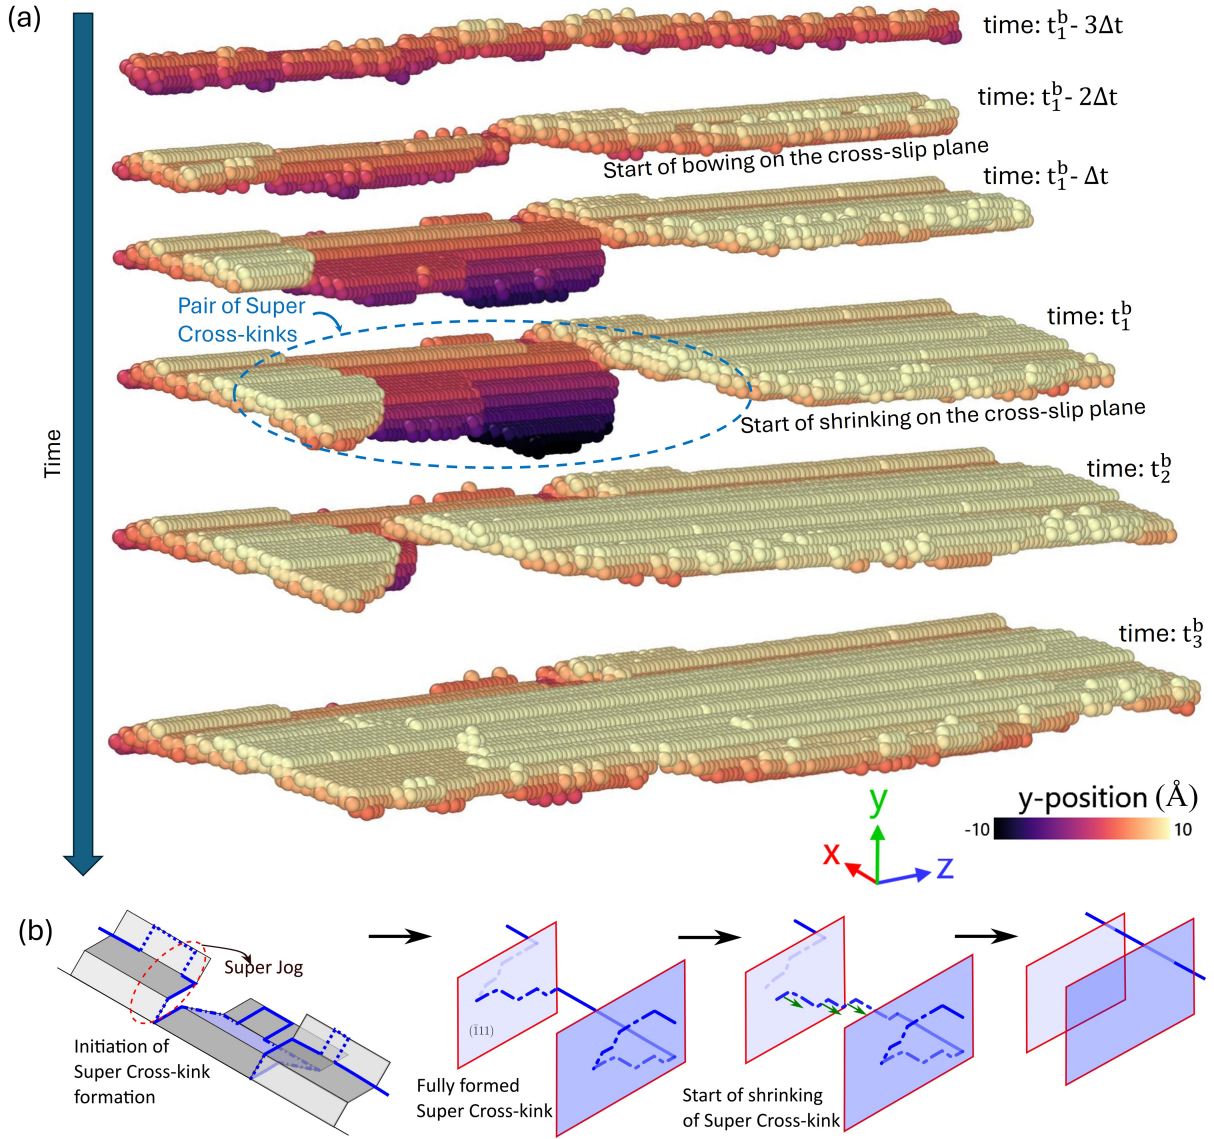 (a)
time: t₁ᵇ- 3Δt
time: t₁ᵇ- 2Δt
Start of bowing on the cross-slip plane
time: t₁ᵇ- Δt
Pair of Super
Cross-kinks
time: t₁ᵇ
Start of shrinking on the cross-slip plane
Time
time: t₂ᵇ
time: t₃ᵇ
y-position (Å)
-10
10
y
x
z
(b)
Super Jog
Initiation of
Super Cross-kink
formation
(1̄11)
Fully formed
Super Cross-kink
Start of shrinking
of Super Cross-kink